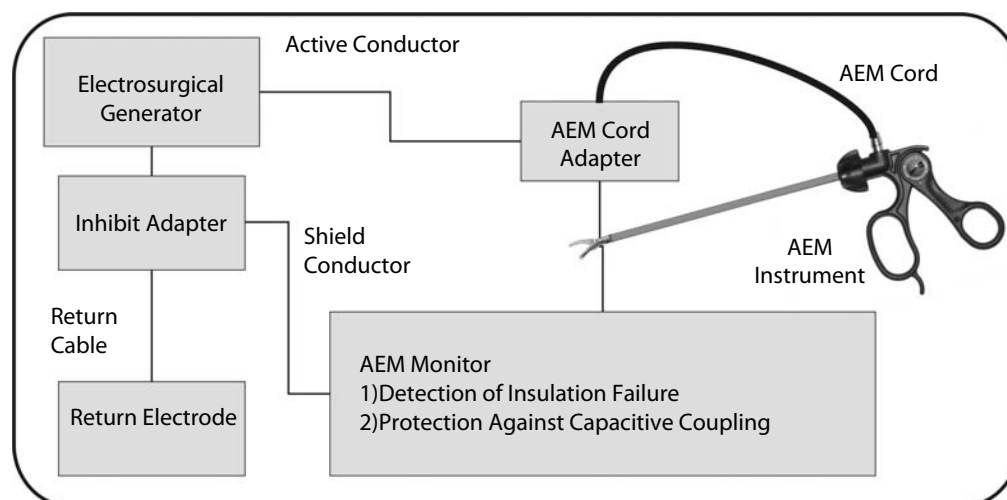 Active Conductor
Electrosurgical
Generator
AEM Cord
AEM Cord
Adapter
Inhibit Adapter
Shield
Conductor
AEM
Instrument
Return
Cable
AEM Monitor
1)Detection of Insulation Failure
2)Protection Against Capacitive Coupling
Return Electrode